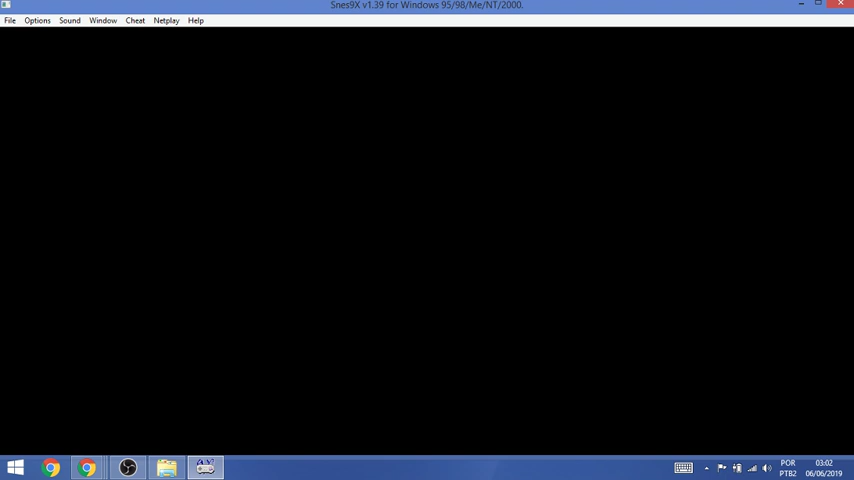 Snes9X v1.39 for Windows 95/98/Me/NT/2000.
File Options Sound Window Cheat Netplay Help
POR 03:02
PTB2 06/06/2019